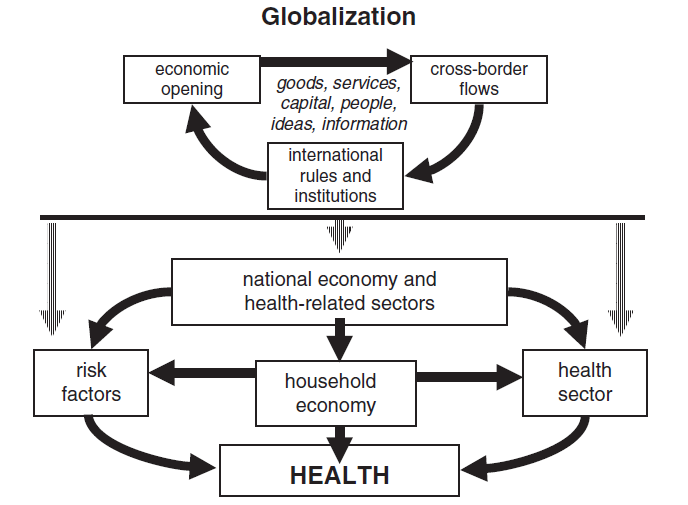 Globalization
economic
opening
goods, services,
capital, people,
ideas, information
cross-border
flows
international
rules and
institutions
national economy and
health-related sectors
risk
factors
household
economy
health
sector
HEALTH